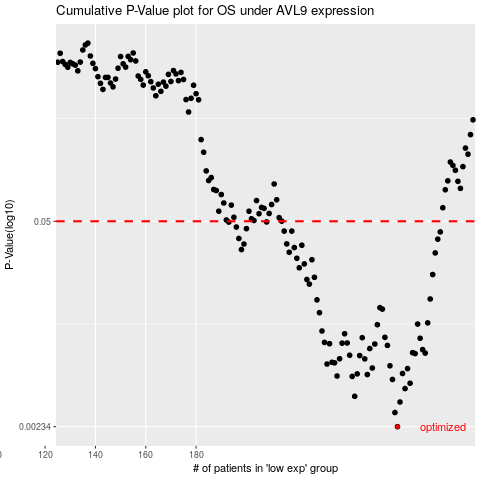 Cumulative P-Value plot for OS under AVL9 expression
P-Value(log10)
0.05
0.00234
optimized
0 120 140 160 180
# of patients in 'low exp' group